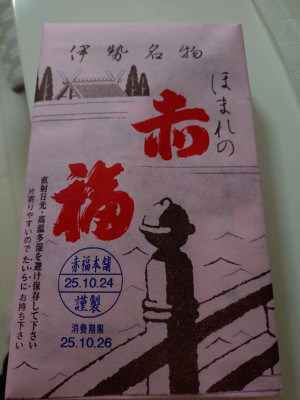 伊勢名物
ほまれの
赤
福
直射日光・高温多湿を避け保存して下さい
片寄りやすいのでたいらにお持ち下さい
赤福本舗
25.10.24
謹製
消費期限
25.10.26